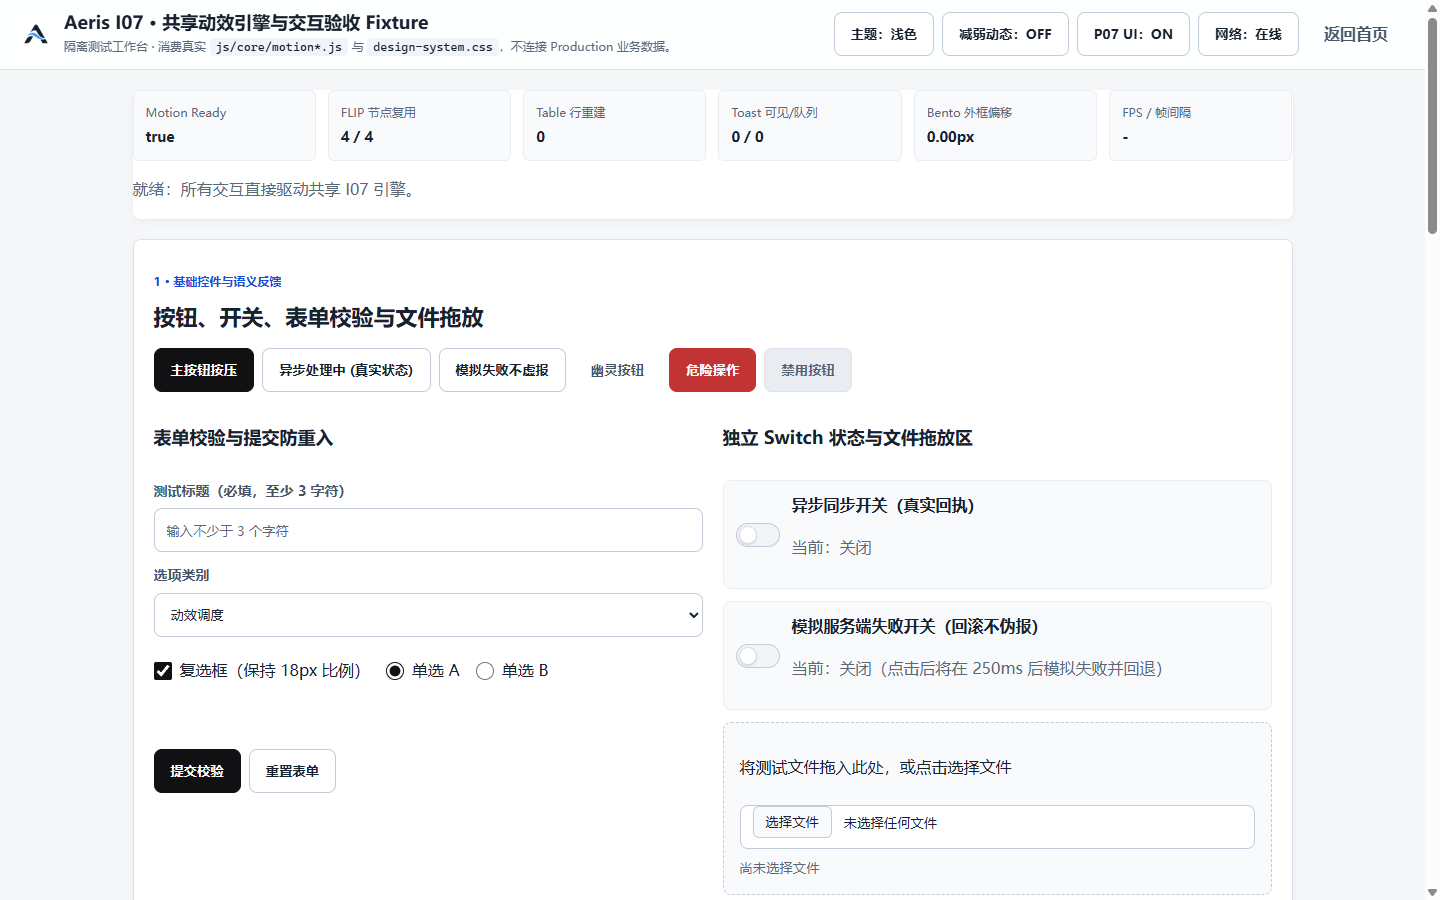 Aeris I07 • 共享动效引擎与交互验收 Fixture
隔离测试工作台 · 消费真实 js/core/motion*.js 与 design-system.css ，不连接 Production 业务数据。
主题：浅色
减弱动态：OFF
P07 UI：ON
网络：在线
返回首页
Motion Ready
true
FLIP 节点复用
4 / 4
Table 行重建
0
Toast 可见/队列
0 / 0
Bento 外框偏移
0.00px
FPS / 帧间隔
-
就绪：所有交互直接驱动共享 I07 引擎。
1 • 基础控件与语义反馈
按钮、开关、表单校验与文件拖放
主按钮按压
异步处理中 (真实状态)
模拟失败不虚报
幽灵按钮
危险操作
禁用按钮
表单校验与提交防重入
测试标题（必填，至少 3 字符）
输入不少于 3 个字符
选项类别
动效调度
复选框（保持 18px 比例）
单选 A
单选 B
提交校验
重置表单
独立 Switch 状态与文件拖放区
异步同步开关（真实回执）
当前：关闭
模拟服务端失败开关（回滚不伪报）
当前：关闭（点击后将在 250ms 后模拟失败并回退）
将测试文件拖入此处，或点击选择文件
选择文件
未选择任何文件
尚未选择文件